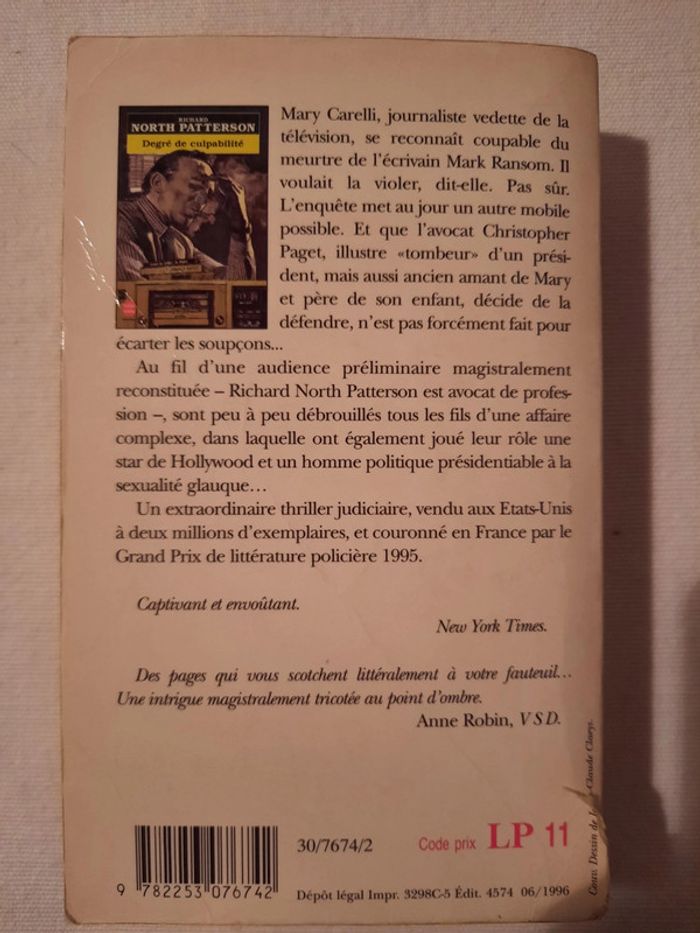 RICHARD
NORTH PATTERSON
Degré de culpabilité
Mary Carelli, journaliste vedette de la
télévision, se reconnaît coupable du
meurtre de l'écrivain Mark Ransom. Il
voulait la violer, dit-elle. Pas sûr.
L'enquête met au jour un autre mobile
possible. Et que l'avocat Christopher
Paget, illustre «tombeur» d'un prési-
dent, mais aussi ancien amant de Mary
et père de son enfant, décide de la
défendre, n'est pas forcément fait pour
écarter les soupçons...
Au fil d'une audience préliminaire magistralement
reconstituée – Richard North Patterson est avocat de profes-
sion –, sont peu à peu débrouillés tous les fils d'une affaire
complexe, dans laquelle ont également joué leur rôle une
star de Hollywood et un homme politique présidentiable à la
sexualité glauque…
Un extraordinaire thriller judiciaire, vendu aux Etats-Unis
à deux millions d'exemplaires, et couronné en France par le
Grand Prix de littérature policière 1995.
Captivant et envoûtant.
New York Times.
Des pages qui vous scotchent littéralement à votre fauteuil…
Une intrigue magistralement tricotée au point d'ombre.
Anne Robin, VSD.
30/7674/2
Code prix LP 11
9 782253 076742
Dépôt légal Impr. 3298C-5 Édit. 4574 06/1996
Couv. Dessin de Claude Claeys.